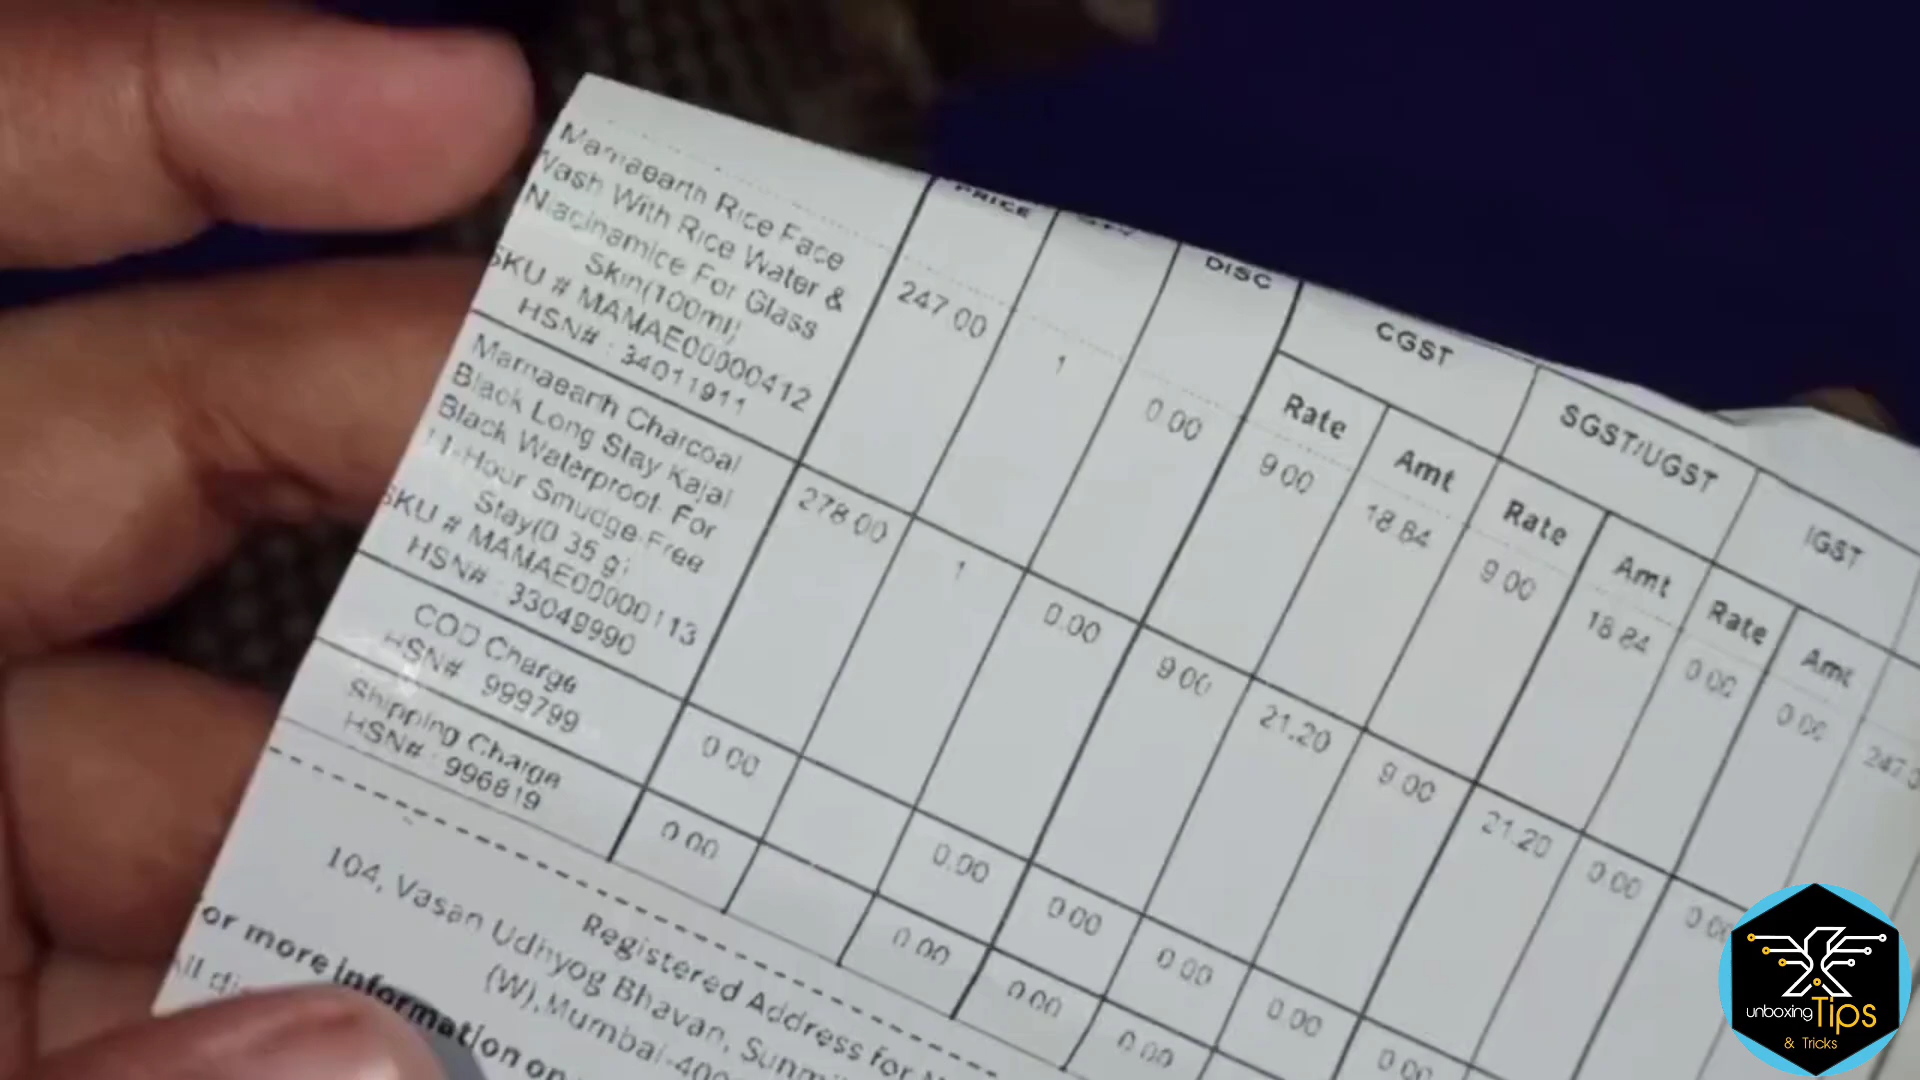 PRICE
DISC
CGST
SGST/UGST
IGST
Rate
Amt
Rate
Amt
Rate
Amt
Mamaearth Rice Face
Wash With Rice Water &
Niacinamice For Glass
Skin(100ml)
SKU # MAMAE00000412
HSN# : 34011911
247.00
1
0.00
9.00
18.84
9.00
18.84
0.00
0.00
Mamaearth Charcoal
Black Long Stay Kajal
Black Waterproof- For
11-Hour Smudge-Free
Stay(0.35 g)
SKU # MAMAE00000113
HSN# : 33049990
278.00
1
0.00
9.00
21.20
9.00
21.20
0.00
0.00
COD Charge
HSN# 999799
0.00
0.00
0.00
0.00
0.00
0.00
Shipping Charge
HSN# : 996819
0.00
0.00
0.00
0.00
Registered Address for
104, Vasan Udhyog Bhavan,
(W),Mumbai-400
For more information on
All
unboxing Tips
& Tricks